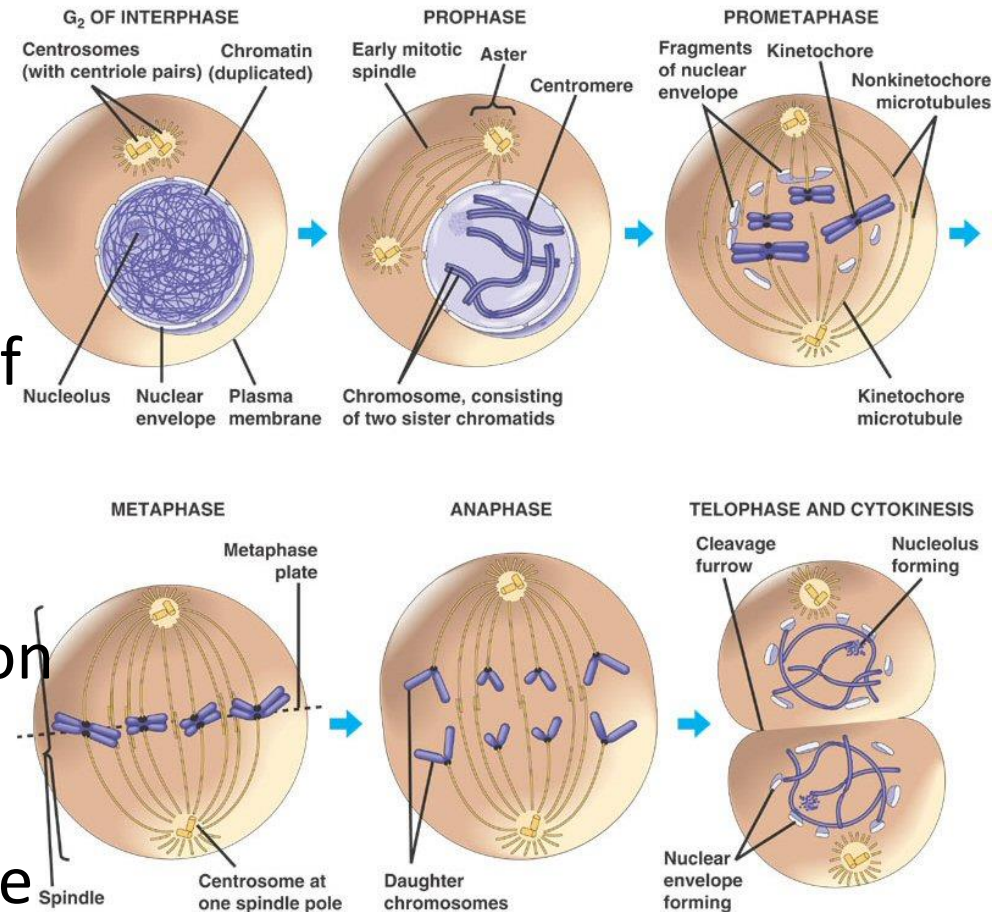 G₂ OF INTERPHASE
Centrosomes
(with centriole pairs)
Chromatin
(duplicated)
Nucleolus
Nuclear
envelope
Plasma
membrane
PROPHASE
Early mitotic
spindle
Aster
Centromere
Chromosome, consisting
of two sister chromatids
PROMETAPHASE
Fragments
of nuclear
envelope
Kinetochore
Nonkinetochore
microtubules
Kinetochore
microtubule
f
METAPHASE
Metaphase
plate
Spindle
Centrosome at
one spindle pole
ANAPHASE
Daughter
chromosomes
TELOPHASE AND CYTOKINESIS
Cleavage
furrow
Nucleolus
forming
Nuclear
envelope
forming
on
e